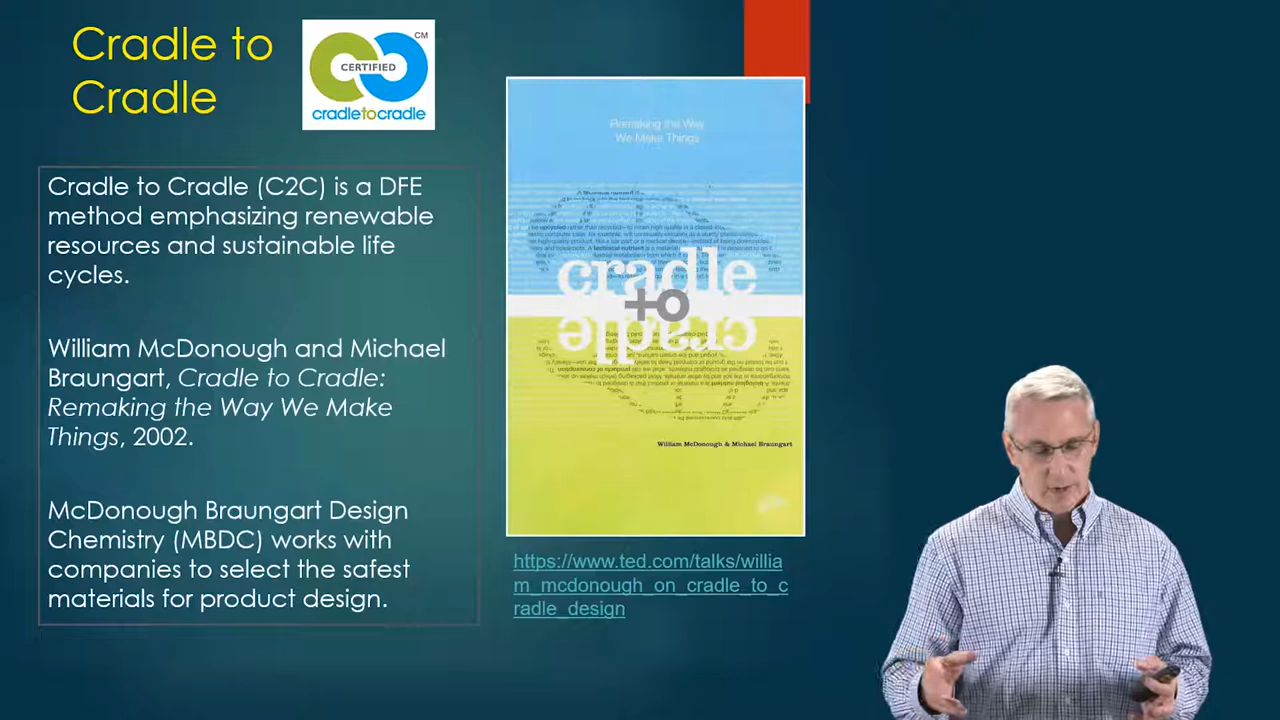 Cradle to
Cradle
CM
CERTIFIED
cradletocradle
Cradle to Cradle (C2C) is a DFE
method emphasizing renewable
resources and sustainable life
cycles.
William McDonough and Michael
Braungart, Cradle to Cradle:
Remaking the Way We Make
Things, 2002.
McDonough Braungart Design
Chemistry (MBDC) works with
companies to select the safest
materials for product design.
Remaking the Way
We Make Things
cradle
to
cradle
William McDonough & Michael Braungart
https://www.ted.com/talks/willia
m_mcdonough_on_cradle_to_c
radle_design